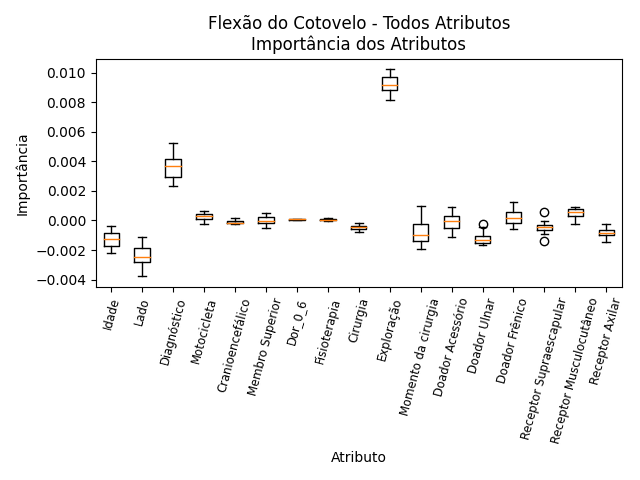 Flexão do Cotovelo - Todos Atributos
Importância dos Atributos
Importância
0.010
0.008
0.006
0.004
0.002
0.000
−0.002
−0.004
Idade
Lado
Diagnóstico
Motocicleta
Cranioencefálico
Membro Superior
Dor_0_6
Fisioterapia
Cirurgia
Exploração
Momento da cirurgia
Doador Acessório
Doador Ulnar
Doador Frênico
Receptor Supraescapular
Receptor Musculocutâneo
Receptor Axilar
Atributo